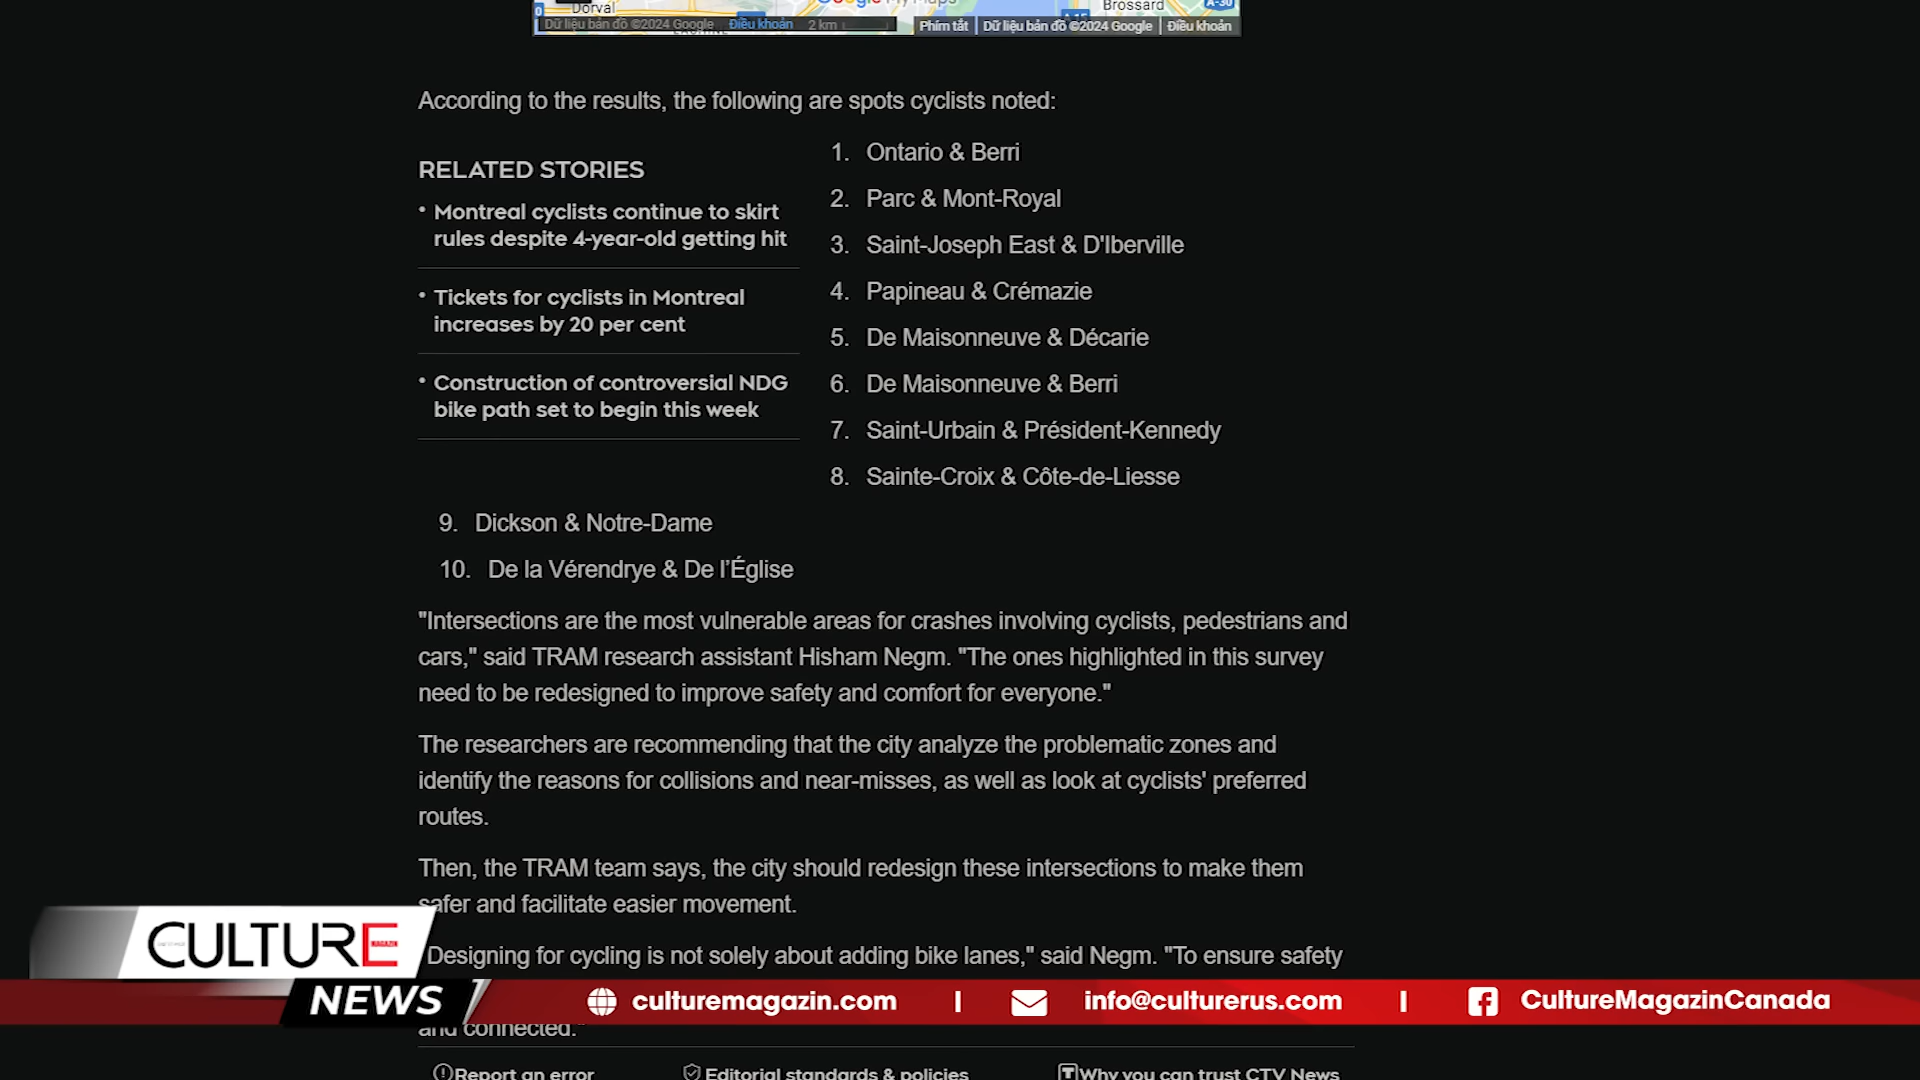 Dorval
Brossard
A-30
Dữ liệu bản đồ ©2024 Google Điều khoản 2 km
Phím tắt Dữ liệu bản đồ ©2024 Google Điều khoản
According to the results, the following are spots cyclists noted:
RELATED STORIES
• Montreal cyclists continue to skirt
rules despite 4-year-old getting hit
• Tickets for cyclists in Montreal
increases by 20 per cent
• Construction of controversial NDG
bike path set to begin this week
1. Ontario & Berri
2. Parc & Mont-Royal
3. Saint-Joseph East & D'Iberville
4. Papineau & Crémazie
5. De Maisonneuve & Décarie
6. De Maisonneuve & Berri
7. Saint-Urbain & Président-Kennedy
8. Sainte-Croix & Côte-de-Liesse
9. Dickson & Notre-Dame
10. De la Vérendrye & De l’Église
"Intersections are the most vulnerable areas for crashes involving cyclists, pedestrians and
cars," said TRAM research assistant Hisham Negm. "The ones highlighted in this survey
need to be redesigned to improve safety and comfort for everyone."
The researchers are recommending that the city analyze the problematic zones and
identify the reasons for collisions and near-misses, as well as look at cyclists' preferred
routes.
Then, the TRAM team says, the city should redesign these intersections to make them
safer and facilitate easier movement.
Designing for cycling is not solely about adding bike lanes," said Negm. "To ensure safety
and connected."
CULTURE
NEWS
culturemagazin.com | info@culturerus.com | CultureMagazinCanada
Report an error Editorial standards & policies Why you can trust CTV News